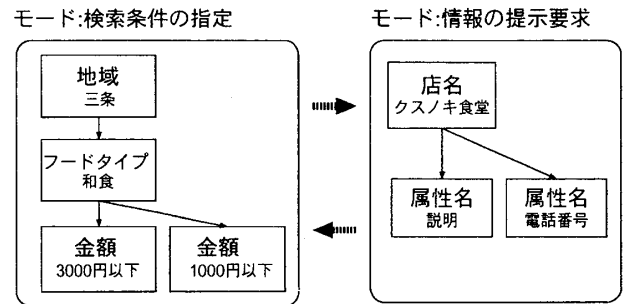 モード:検索条件の指定
地域
三条
フードタイプ
和食
金額
3000円以下
金額
1000円以下
モード:情報の提示要求
店名
クスノキ食堂
属性名
説明
属性名
電話番号